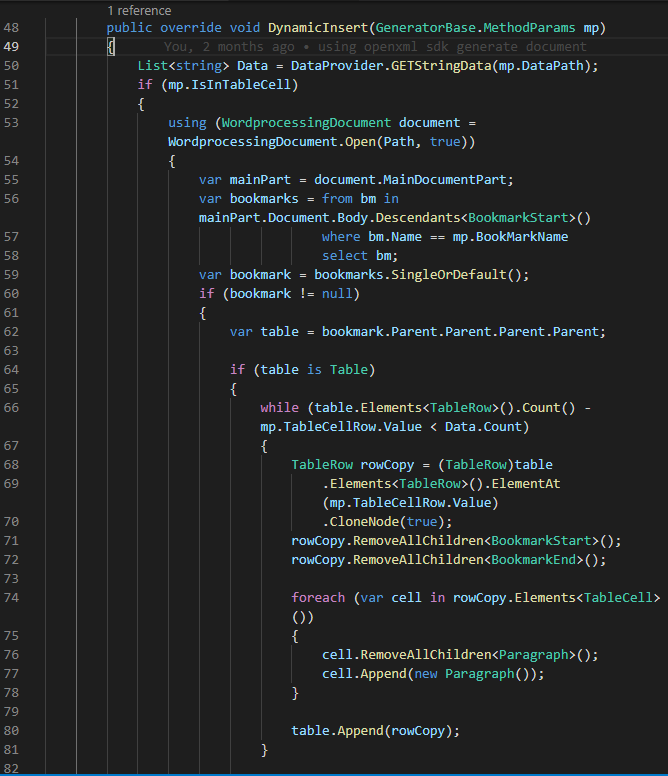 1 reference
48 public override void DynamicInsert(GeneratorBase.MethodParams mp)
49 { You, 2 months ago • using openxml sdk generate document
50 List<string> Data = DataProvider.GETStringData(mp.DataPath);
51 if (mp.IsInTableCell)
52 {
53 using (WordprocessingDocument document =
WordprocessingDocument.Open(Path, true))
54 {
55 var mainPart = document.MainDocumentPart;
56 var bookmarks = from bm in
mainPart.Document.Body.Descendants<BookmarkStart>()
57 where bm.Name == mp.BookMarkName
58 select bm;
59 var bookmark = bookmarks.SingleOrDefault();
60 if (bookmark != null)
61 {
62 var table = bookmark.Parent.Parent.Parent.Parent;
63
64 if (table is Table)
65 {
66 while (table.Elements<TableRow>().Count() -
mp.TableCellRow.Value < Data.Count)
67 {
68 TableRow rowCopy = (TableRow)table
69 .Elements<TableRow>().ElementAt
(mp.TableCellRow.Value)
70 .CloneNode(true);
71 rowCopy.RemoveAllChildren<BookmarkStart>();
72 rowCopy.RemoveAllChildren<BookmarkEnd>();
73
74 foreach (var cell in rowCopy.Elements<TableCell>
())
75 {
76 cell.RemoveAllChildren<Paragraph>();
77 cell.Append(new Paragraph());
78 }
79
80 table.Append(rowCopy);
81 }
82